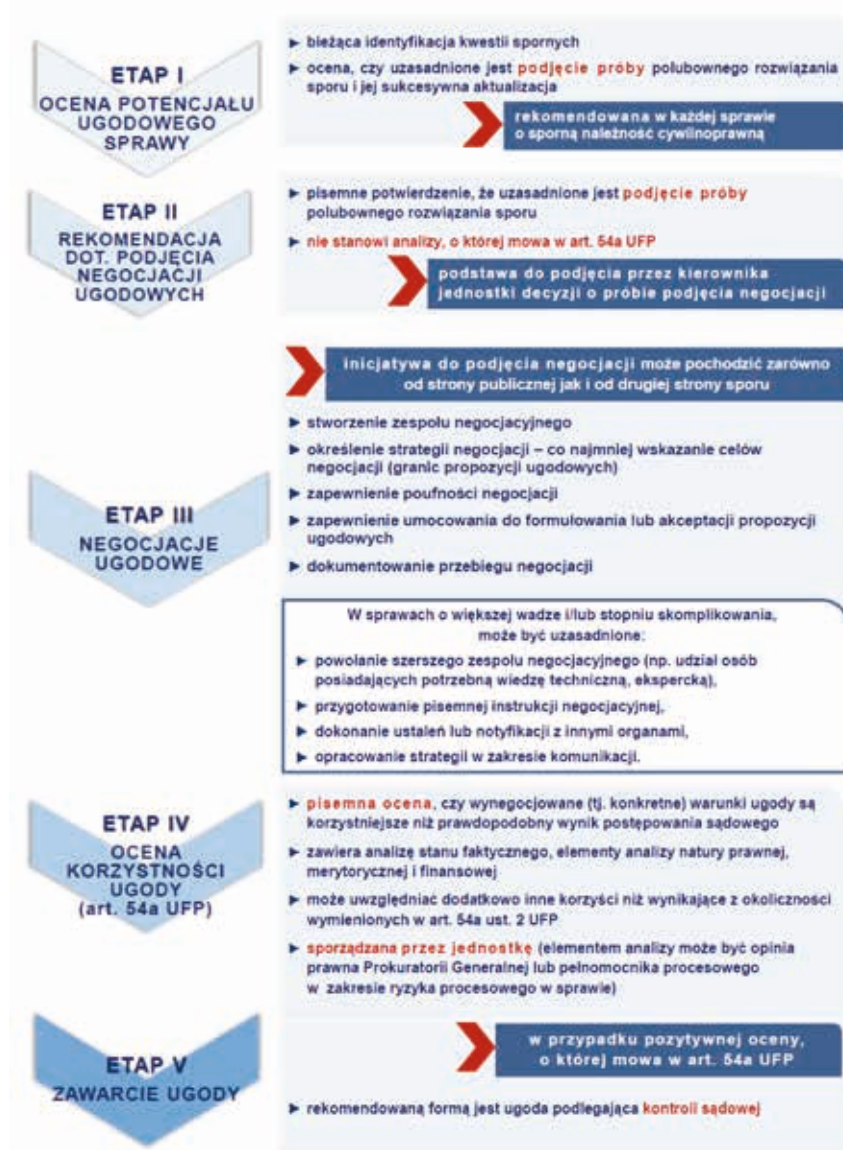 ETAP I
OCENA POTENCJAŁU
UGODOWEGO
SPRAWY
► bieżąca identyfikacja kwestii spornych
► ocena, czy uzasadnione jest podjęcie próby polubownego rozwiązania
sporu i jej sukcesywna aktualizacja
rekomendowana w każdej sprawie
o sporną należność cywilnoprawną
ETAP II
REKOMENDACJA
DOT. PODJĘCIA
NEGOCJACJI
UGODOWYCH
► pisemne potwierdzenie, że uzasadnione jest podjęcie próby
polubownego rozwiązania sporu
► nie stanowi analizy, o której mowa w art. 54a UFP
podstawa do podjęcia przez kierownika
jednostki decyzji o próbie podjęcia negocjacji
ETAP III
NEGOCJACJE
UGODOWE
inicjatywa do podjęcia negocjacji może pochodzić zarówno
od strony publicznej jak i od drugiej strony sporu
► stworzenie zespołu negocjacyjnego
► określenie strategii negocjacji – co najmniej wskazanie celów
negocjacji (granic propozycji ugodowych)
► zapewnienie poufności negocjacji
► zapewnienie umocowania do formułowania lub akceptacji propozycji
ugodowych
► dokumentowanie przebiegu negocjacji
W sprawach o większej wadze i/lub stopniu skomplikowania,
może być uzasadnione:
► powołanie szerszego zespołu negocjacyjnego (np. udział osób
posiadających potrzebną wiedzę techniczną, ekspercką),
► przygotowanie pisemnej instrukcji negocjacyjnej,
► dokonanie ustaleń lub notyfikacji z innymi organami,
► opracowanie strategii w zakresie komunikacji.
ETAP IV
OCENA
KORZYSTNOŚCI
UGODY
(art. 54a UFP)
► pisemna ocena, czy wynegocjowane (tj. konkretne) warunki ugody są
korzystniejsze niż prawdopodobny wynik postępowania sądowego
► zawiera analizę stanu faktycznego, elementy analizy natury prawnej,
merytorycznej i finansowej
► może uwzględniać dodatkowo inne korzyści niż wynikające z okoliczności
wymienionych w art. 54a ust. 2 UFP
► sporządzana przez jednostkę (elementem analizy może być opinia
prawna Prokuratorii Generalnej lub pełnomocnika procesowego
w zakresie ryzyka procesowego w sprawie)
ETAP V
ZAWARCIE UGODY
w przypadku pozytywnej oceny,
o której mowa w art. 54a UFP
► rekomendowaną formą jest ugoda podlegająca kontroli sądowej